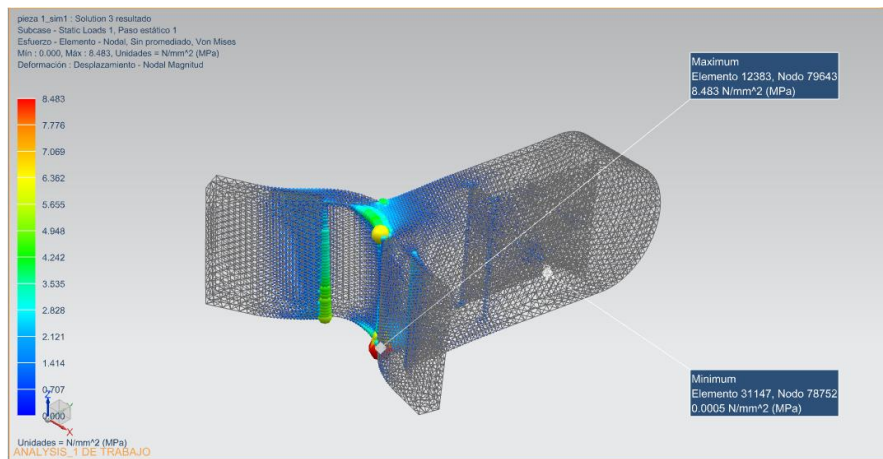 pieza 1_sim1 : Solution 3 resultado
Subcase - Static Loads 1, Paso estático 1
Esfuerzo - Elemento - Nodal, Sin promediado, Von Mises
Mín : 0.000, Máx : 8.483, Unidades = N/mm^2 (MPa)
Deformación : Desplazamiento - Nodal Magnitud
Maximum
Elemento 12383, Nodo 79643
8.483 N/mm^2 (MPa)
8.483
7.776
7.069
6.362
5.655
4.948
4.242
3.535
2.828
2.121
1.414
0.707
0.000
Minimum
Elemento 31147, Nodo 78752
0.0005 N/mm^2 (MPa)
Z
X
Unidades = N/mm^2 (MPa)
ANALYSIS_1 DE TRABAJO